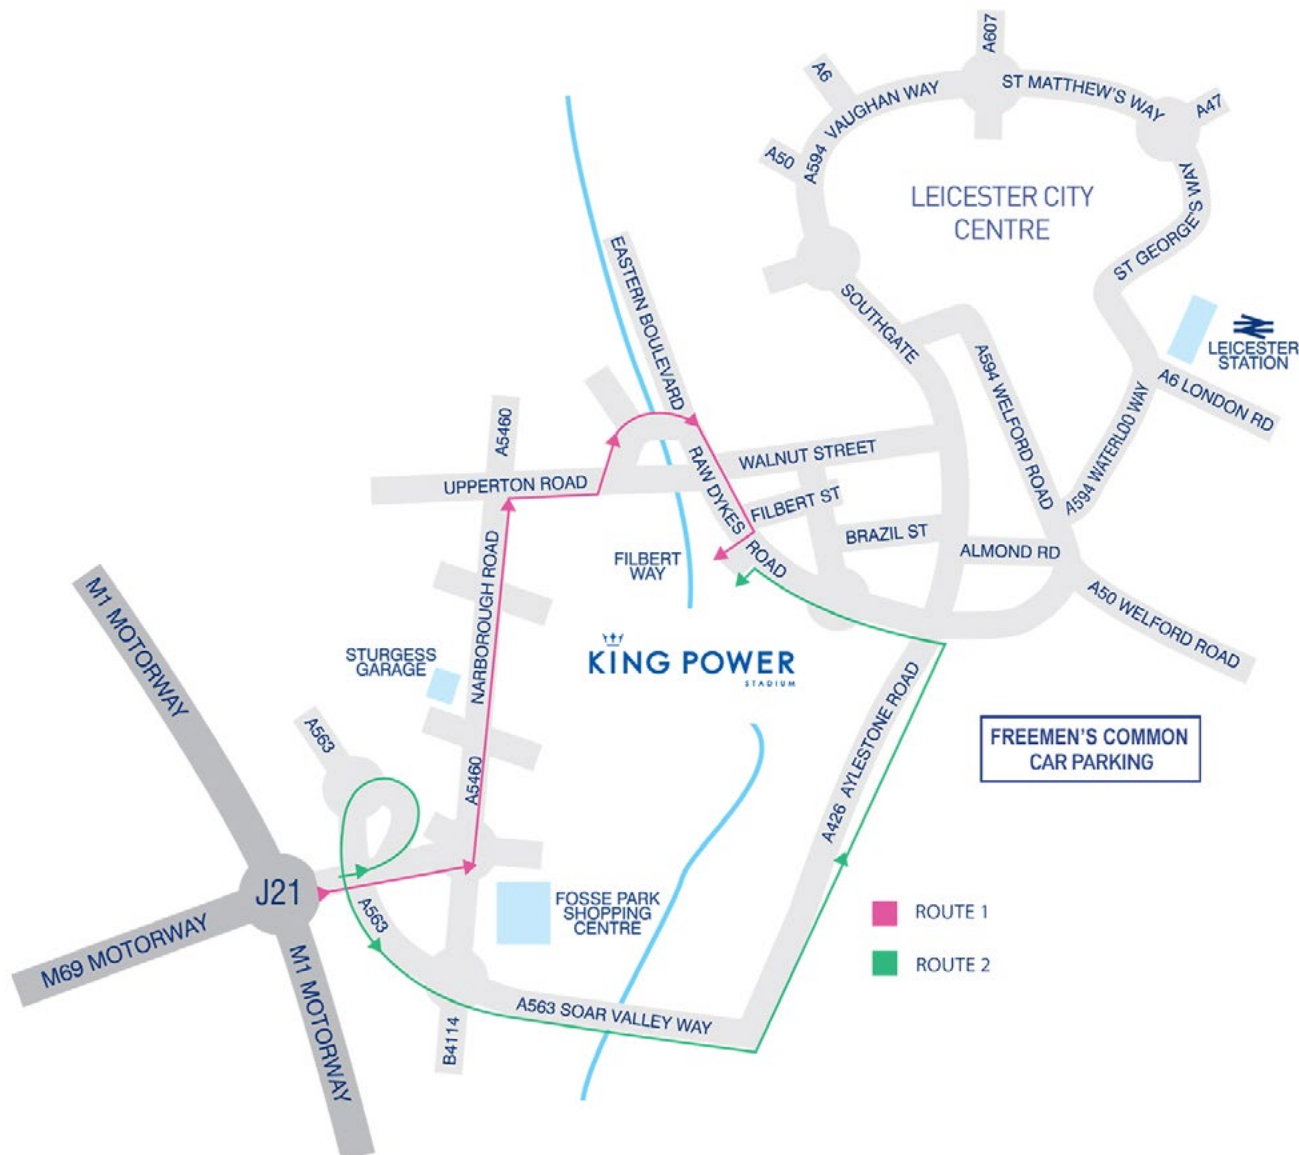 A607
A6
ST MATTHEW'S WAY
VAUGHAN WAY
A47
A50
A594
LEICESTER CITY
CENTRE
ST GEORGE'S WAY
EASTERN BOULEVARD
SOUTHGATE
LEICESTER
STATION
A594 WELFORD ROAD
A6 LONDON RD
A594 WATERLOO WAY
A5460
WALNUT STREET
UPPERTON ROAD
RAW DYKES
ROAD
FILBERT ST
BRAZIL ST
ALMOND RD
FILBERT
WAY
A50 WELFORD ROAD
M1 MOTORWAY
NARBOROUGH ROAD
STURGESS
GARAGE
KING POWER
STADIUM
A563
A5460
A426 AYLESTONE ROAD
FREEMEN'S COMMON
CAR PARKING
J21
FOSSE PARK
SHOPPING
CENTRE
A563
ROUTE 1
ROUTE 2
M69 MOTORWAY
M1 MOTORWAY
A563 SOAR VALLEY WAY
B4114